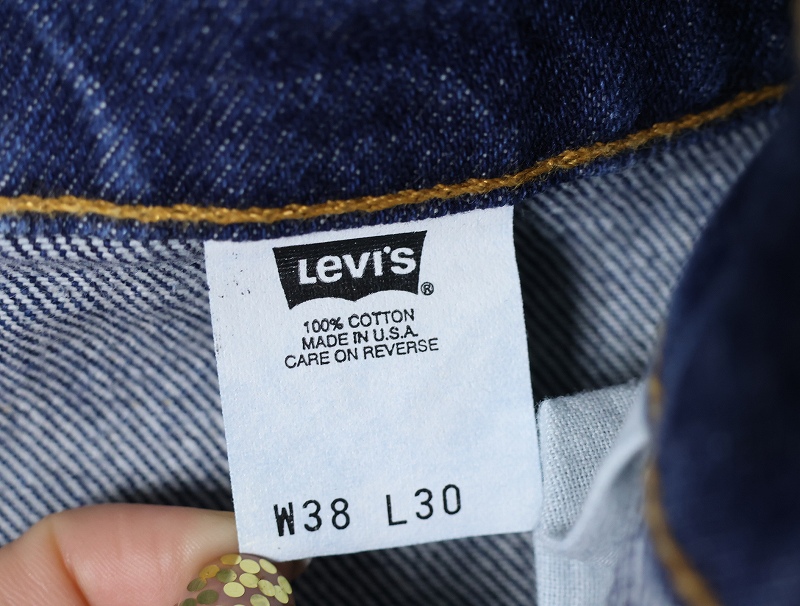 Levi's®
100% COTTON
MADE IN U.S.A.
CARE ON REVERSE
W38 L30